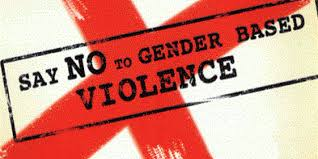 SAY NO TO GENDER BASED
VIOLENCE